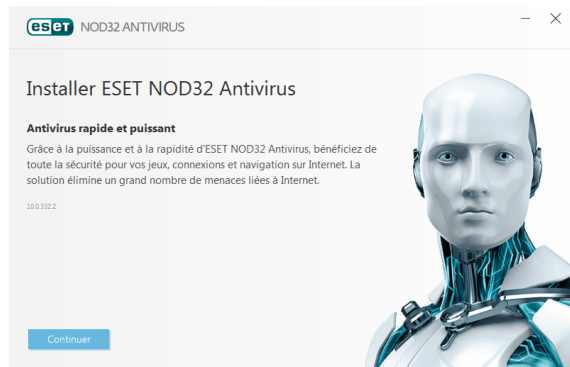 eset NOD32 ANTIVIRUS
Installer ESET NOD32 Antivirus
Antivirus rapide et puissant
Grâce à la puissance et à la rapidité d'ESET NOD32 Antivirus, bénéficiez de
toute la sécurité pour vos jeux, connexions et navigation sur Internet. La
solution élimine un grand nombre de menaces liées à Internet.
10.0.332.2
Continuer